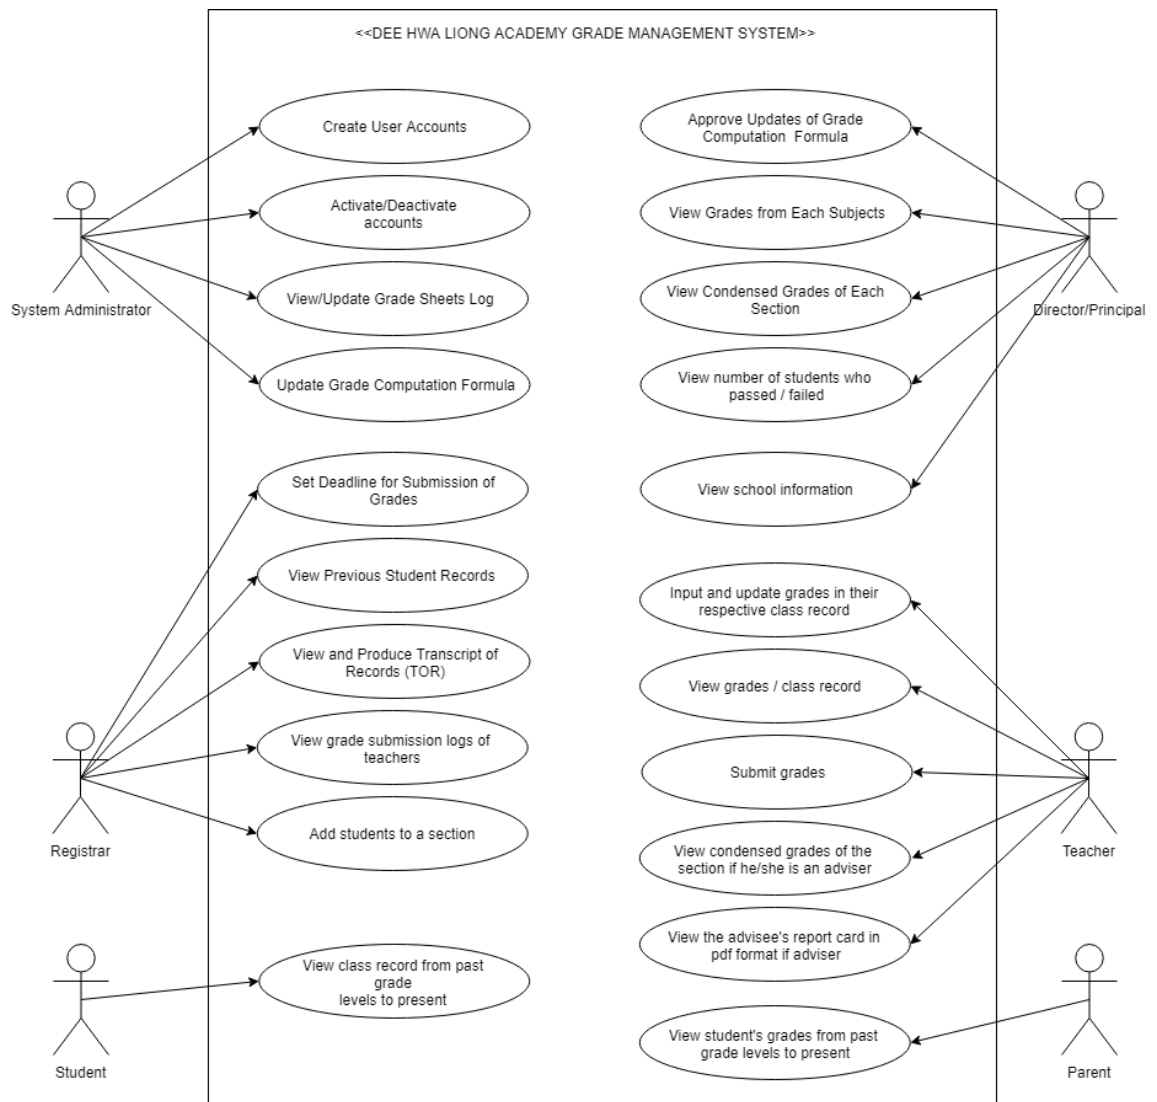 <<DEE HWA LIONG ACADEMY GRADE MANAGEMENT SYSTEM>>
Create User Accounts
Activate/Deactivate
accounts
View/Update Grade Sheets Log
Update Grade Computation Formula
System Administrator
Approve Updates of Grade
Computation Formula
View Grades from Each Subjects
View Condensed Grades of Each
Section
View number of students who
passed / failed
View school information
Director/Principal
Set Deadline for Submission of
Grades
View Previous Student Records
View and Produce Transcript of
Records (TOR)
View grade submission logs of
teachers
Add students to a section
Registrar
Input and update grades in their
respective class record
View grades / class record
Submit grades
View condensed grades of the
section if he/she is an adviser
View the advisee's report card in
pdf format if adviser
Teacher
View class record from past
grade
levels to present
Student
View student's grades from past
grade levels to present
Parent